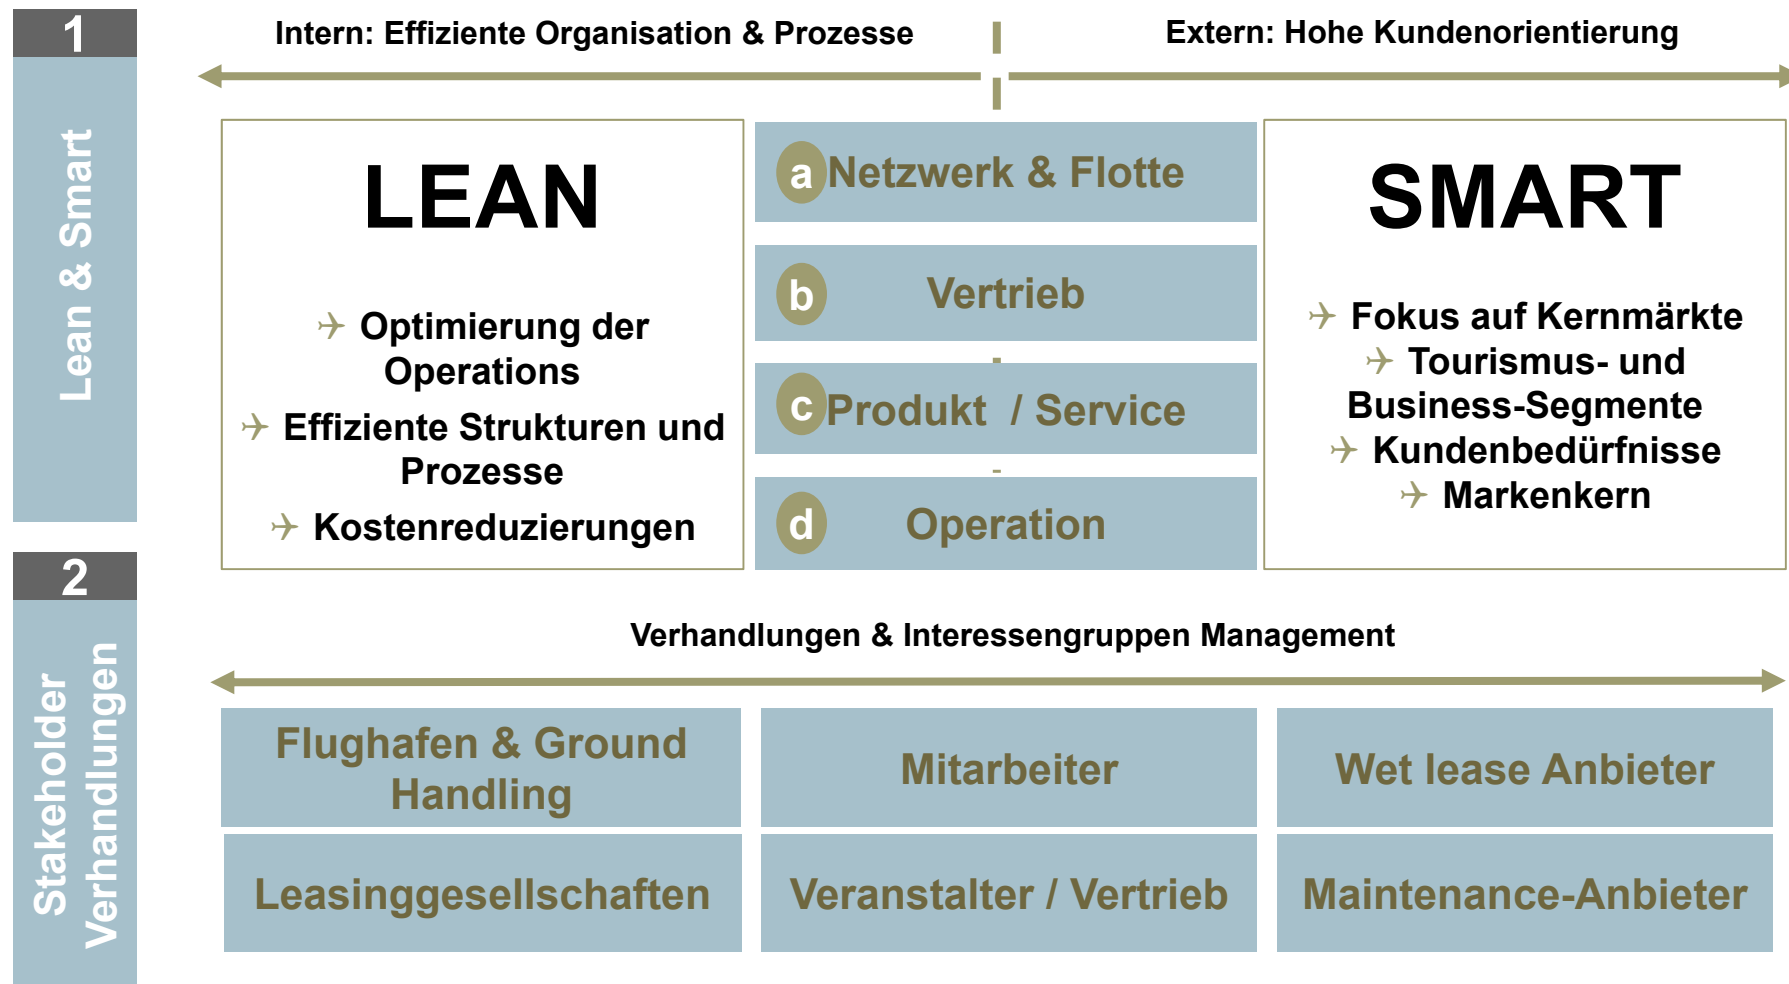 1
Lean & Smart
Intern: Effiziente Organisation & Prozesse
Extern: Hohe Kundenorientierung
LEAN
Optimierung der
Operations
Effiziente Strukturen und
Prozesse
Kostenreduzierungen
a Netzwerk & Flotte
b Vertrieb
c Produkt / Service
d Operation
SMART
Fokus auf Kernmärkte
Tourismus- und
Business-Segmente
Kundenbedürfnisse
Markenkern
2
Stakeholder
Verhandlungen
Verhandlungen & Interessengruppen Management
Flughafen & Ground
Handling
Mitarbeiter
Wet lease Anbieter
Leasinggesellschaften
Veranstalter / Vertrieb
Maintenance-Anbieter